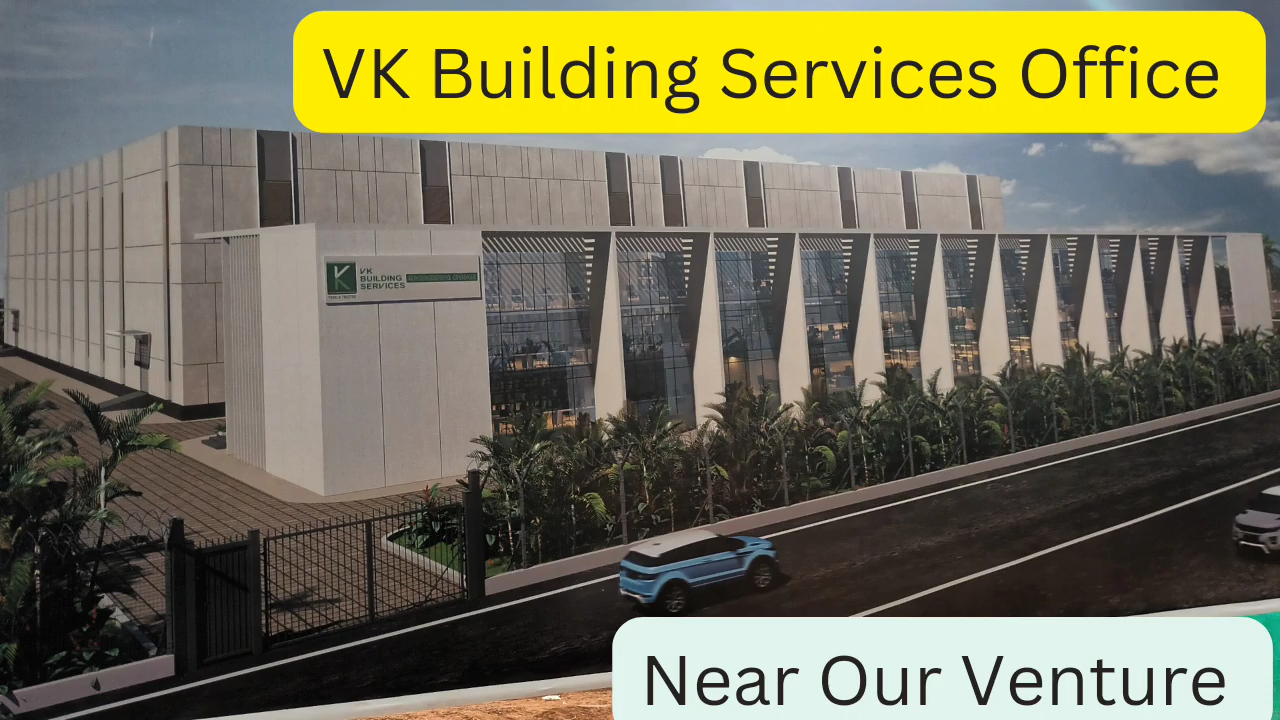 VK Building Services Office
VK
BUILDING
SERVICES
Near Our Venture